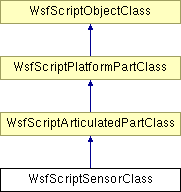 WsfScriptObjectClass
WsfScriptPlatformPartClass
WsfScriptArticulatedPartClass
WsfScriptSensorClass